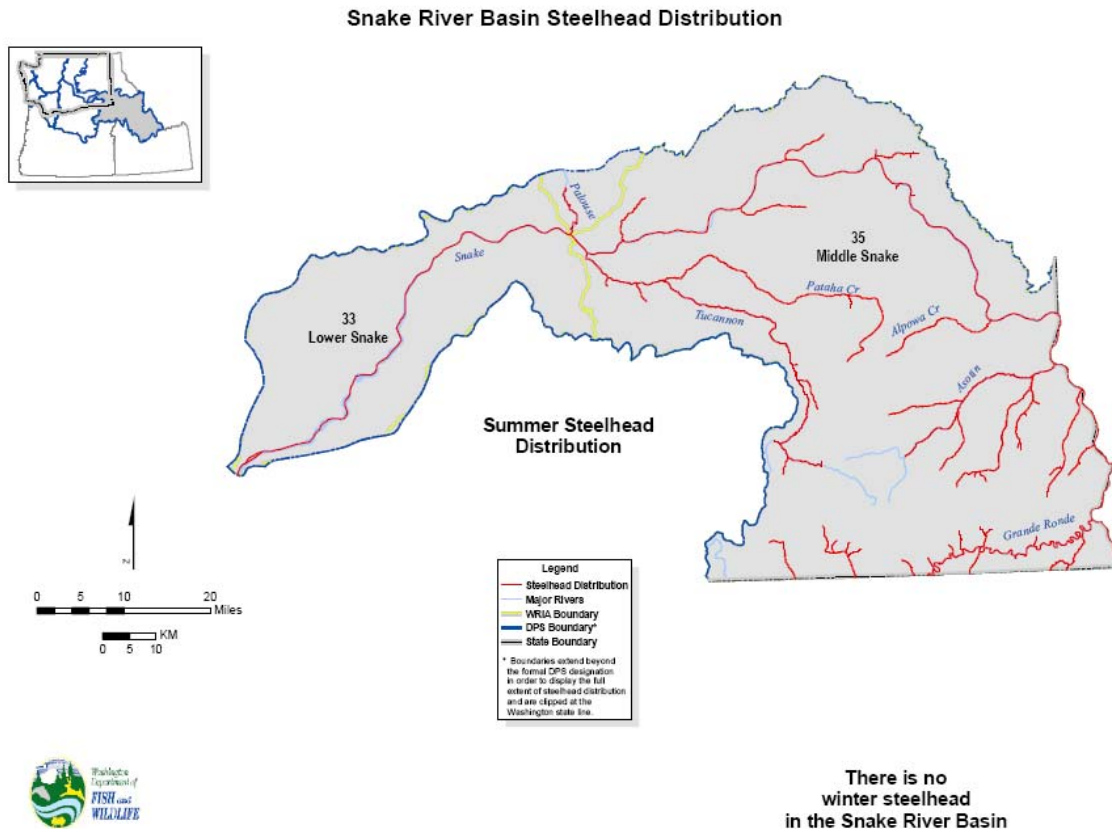 Snake River Basin Steelhead Distribution
Palouse
Snake
35
Middle Snake
Pataha Cr
Tucannon
Alpowa Cr
33
Lower Snake
Asotin
Summer Steelhead
Distribution
Grande Ronde
N
0 5 10 20
Miles
KM
0 5 10
Legend
Steelhead Distribution
Major Rivers
WRIA Boundary
DPS Boundary*
State Boundary
* Boundaries extend beyond
the formal DPS designation
in order to display the full
extent of steelhead distribution
and are clipped at the
Washington state line.
Washington
Department of
FISH and
WILDLIFE
There is no
winter steelhead
in the Snake River Basin